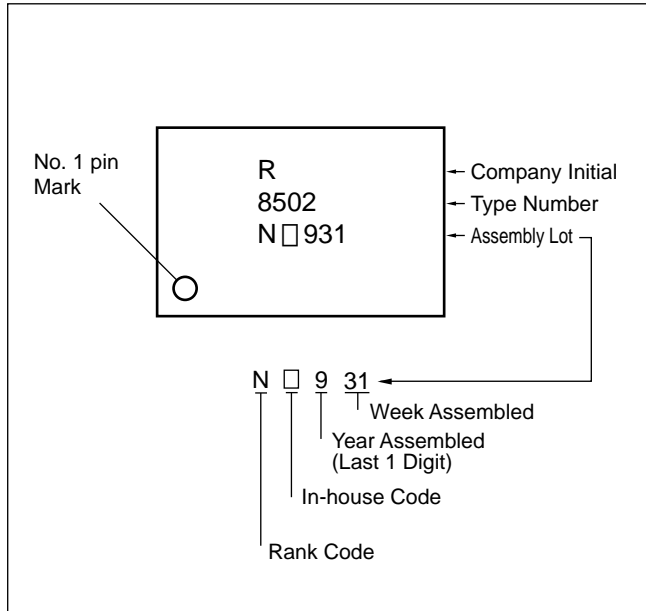 No. 1 pin
Mark
R
8502
N□931
Company Initial
Type Number
Assembly Lot
N □ 9 31
Week Assembled
Year Assembled
(Last 1 Digit)
In-house Code
Rank Code